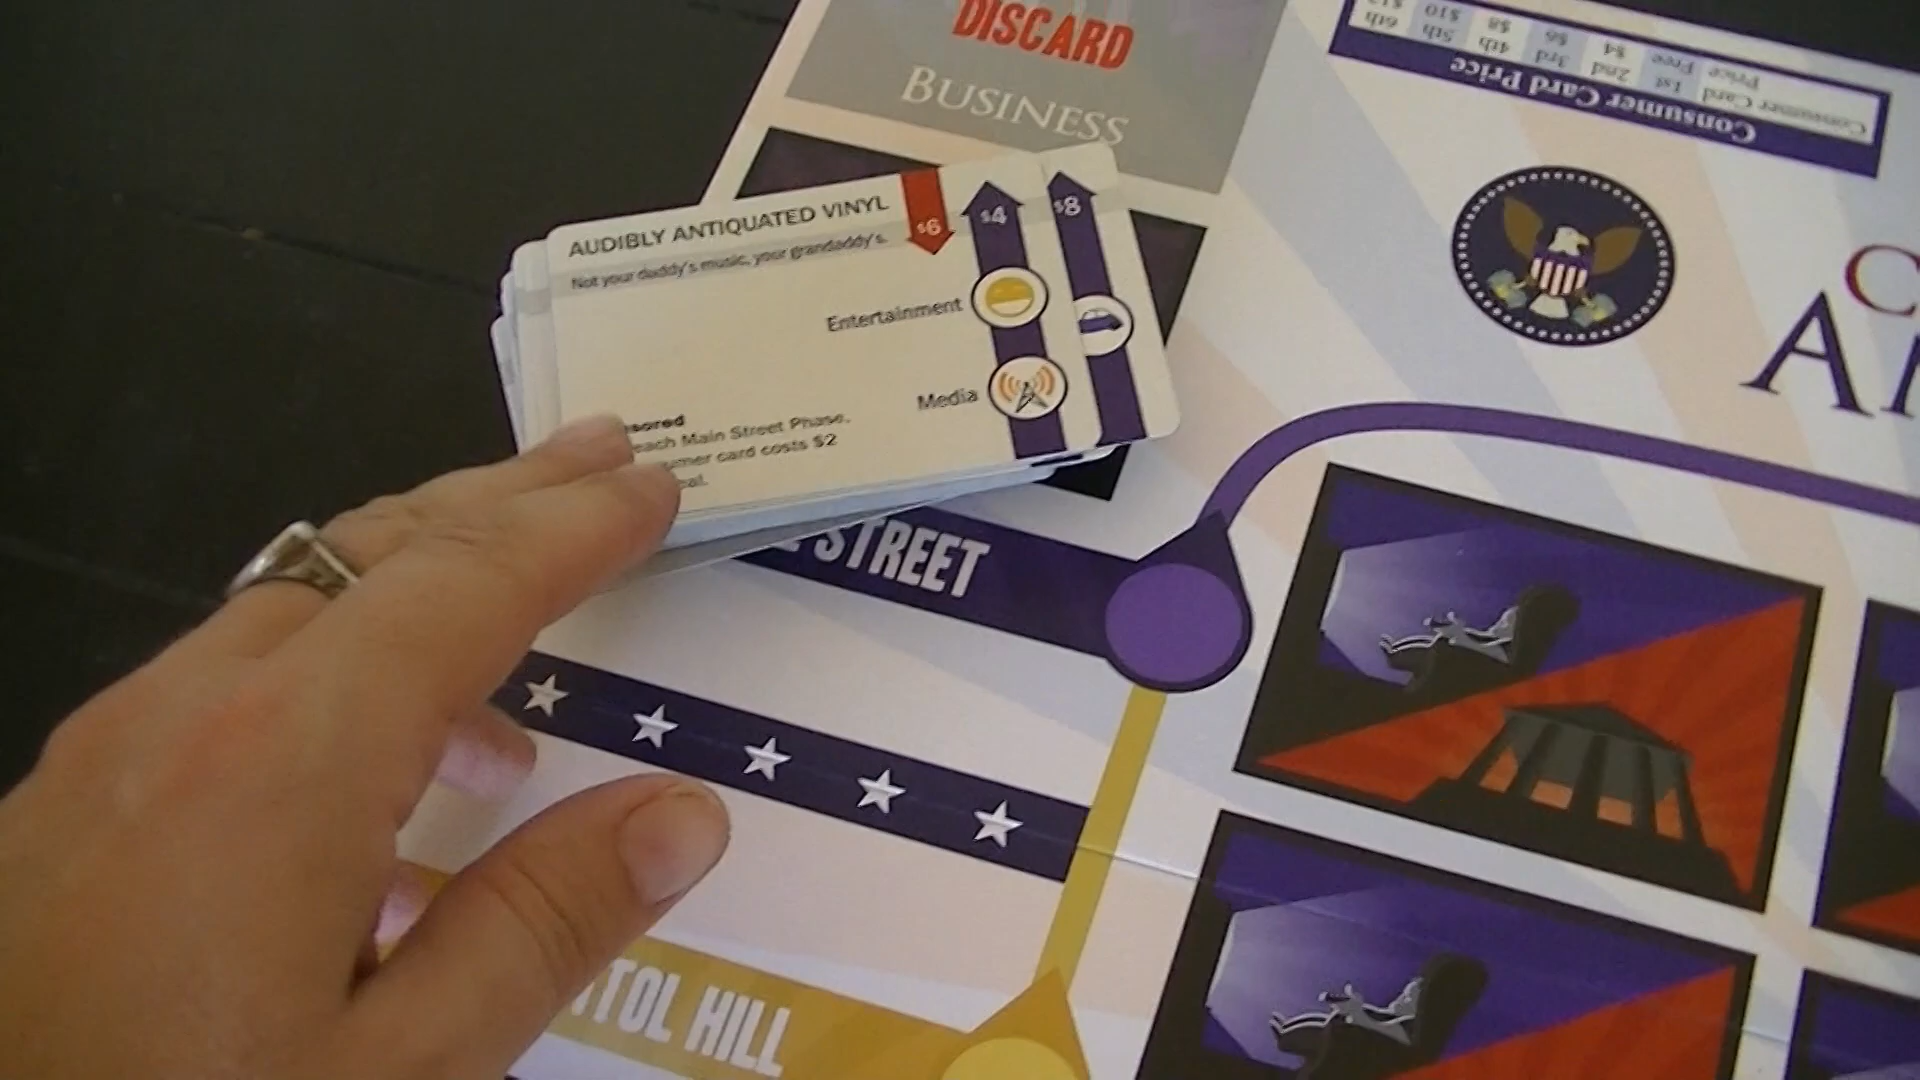 DISCARD
BUSINESS
Consumer Card Price
Consumer Card 1st 2nd 3rd 4th 5th 6th
Price Free $4 $6 $8 $10
AUDIBLY ANTIQUATED VINYL
$6
$4
$8
Not your daddy's music, your grandaddy's.
Entertainment
Media
each Main Street Phase,
card costs $2
STREET
HILL
C